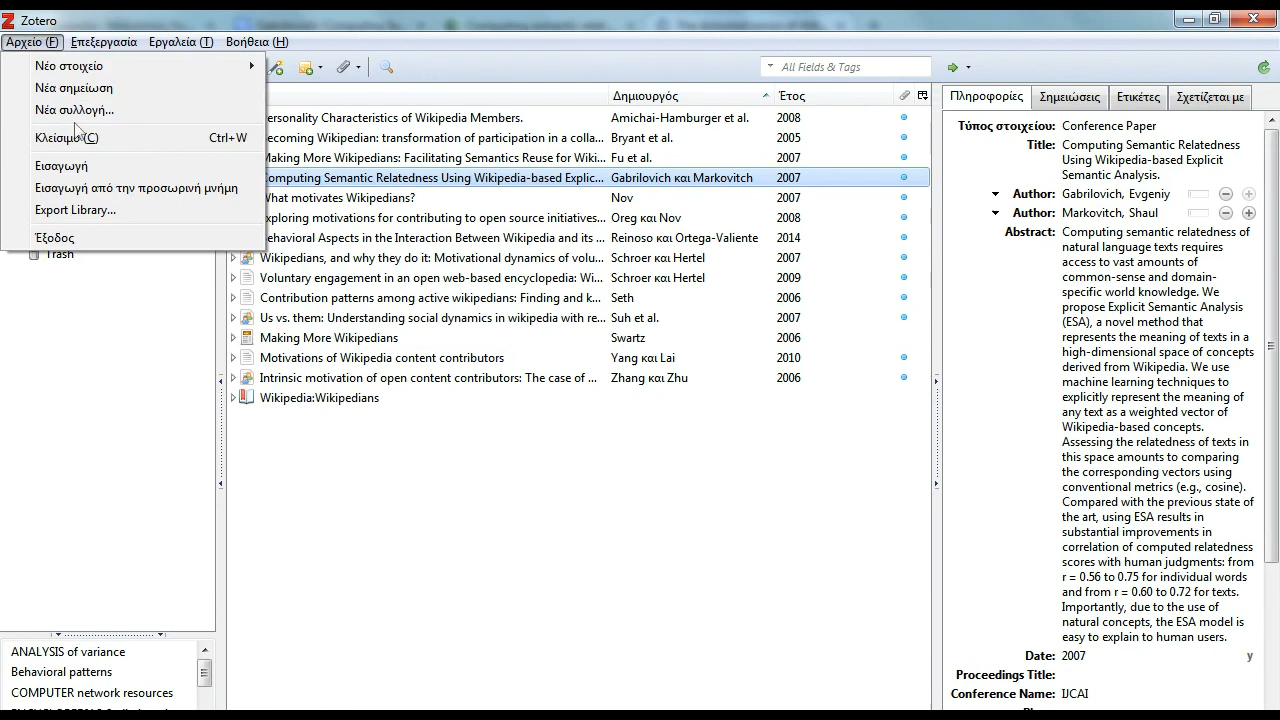 Zotero
Αρχείο (F) Επεξεργασία Εργαλεία (T) Βοήθεια (H)
Νέο στοιχείο
Νέα σημείωση
Νέα συλλογή...
Κλείσιμο (C) Ctrl+W
Εισαγωγή
Εισαγωγή από την προσωρινή μνήμη
Export Library...
Έξοδος
Trash
ANALYSIS of variance
Behavioral patterns
COMPUTER network resources
All Fields & Tags
Δημιουργός Έτος
ersonality Characteristics of Wikipedia Members. Amichai-Hamburger et al. 2008
ecoming Wikipedian: transformation of participation in a colla... Bryant et al. 2005
Making More Wikipedians: Facilitating Semantics Reuse for Wiki... Fu et al. 2007
omputing Semantic Relatedness Using Wikipedia-based Explic... Gabrilovich και Markovitch 2007
What motivates Wikipedians? Nov 2007
xploring motivations for contributing to open source initiatives... Oreg και Nov 2008
ehavioral Aspects in the Interaction Between Wikipedia and its ... Reinoso και Ortega-Valiente 2014
Wikipedians, and why they do it: Motivational dynamics of volu... Schroer και Hertel 2007
Voluntary engagement in an open web-based encyclopedia: Wi... Schroer και Hertel 2009
Contribution patterns among active wikipedians: Finding and k... Seth 2006
Us vs. them: Understanding social dynamics in wikipedia with re... Suh et al. 2007
Making More Wikipedians Swartz 2006
Motivations of Wikipedia content contributors Yang και Lai 2010
Intrinsic motivation of open content contributors: The case of ... Zhang και Zhu 2006
Wikipedia:Wikipedians
Πληροφορίες Σημειώσεις Ετικέτες Σχετίζεται με
Τύπος στοιχείου: Conference Paper
Title: Computing Semantic Relatedness
Using Wikipedia-based Explicit
Semantic Analysis.
Author: Gabrilovich, Evgeniy
Author: Markovitch, Shaul
Abstract: Computing semantic relatedness of
natural language texts requires
access to vast amounts of
common-sense and domain-
specific world knowledge. We
propose Explicit Semantic Analysis
(ESA), a novel method that
represents the meaning of texts in a
high-dimensional space of concepts
derived from Wikipedia. We use
machine learning techniques to
explicitly represent the meaning of
any text as a weighted vector of
Wikipedia-based concepts.
Assessing the relatedness of texts in
this space amounts to comparing
the corresponding vectors using
conventional metrics (e.g., cosine).
Compared with the previous state of
the art, using ESA results in
substantial improvements in
correlation of computed relatedness
scores with human judgments: from
r = 0.56 to 0.75 for individual words
and from r = 0.60 to 0.72 for texts.
Importantly, due to the use of
natural concepts, the ESA model is
easy to explain to human users.
Date: 2007 y
Proceedings Title:
Conference Name: IJCAI